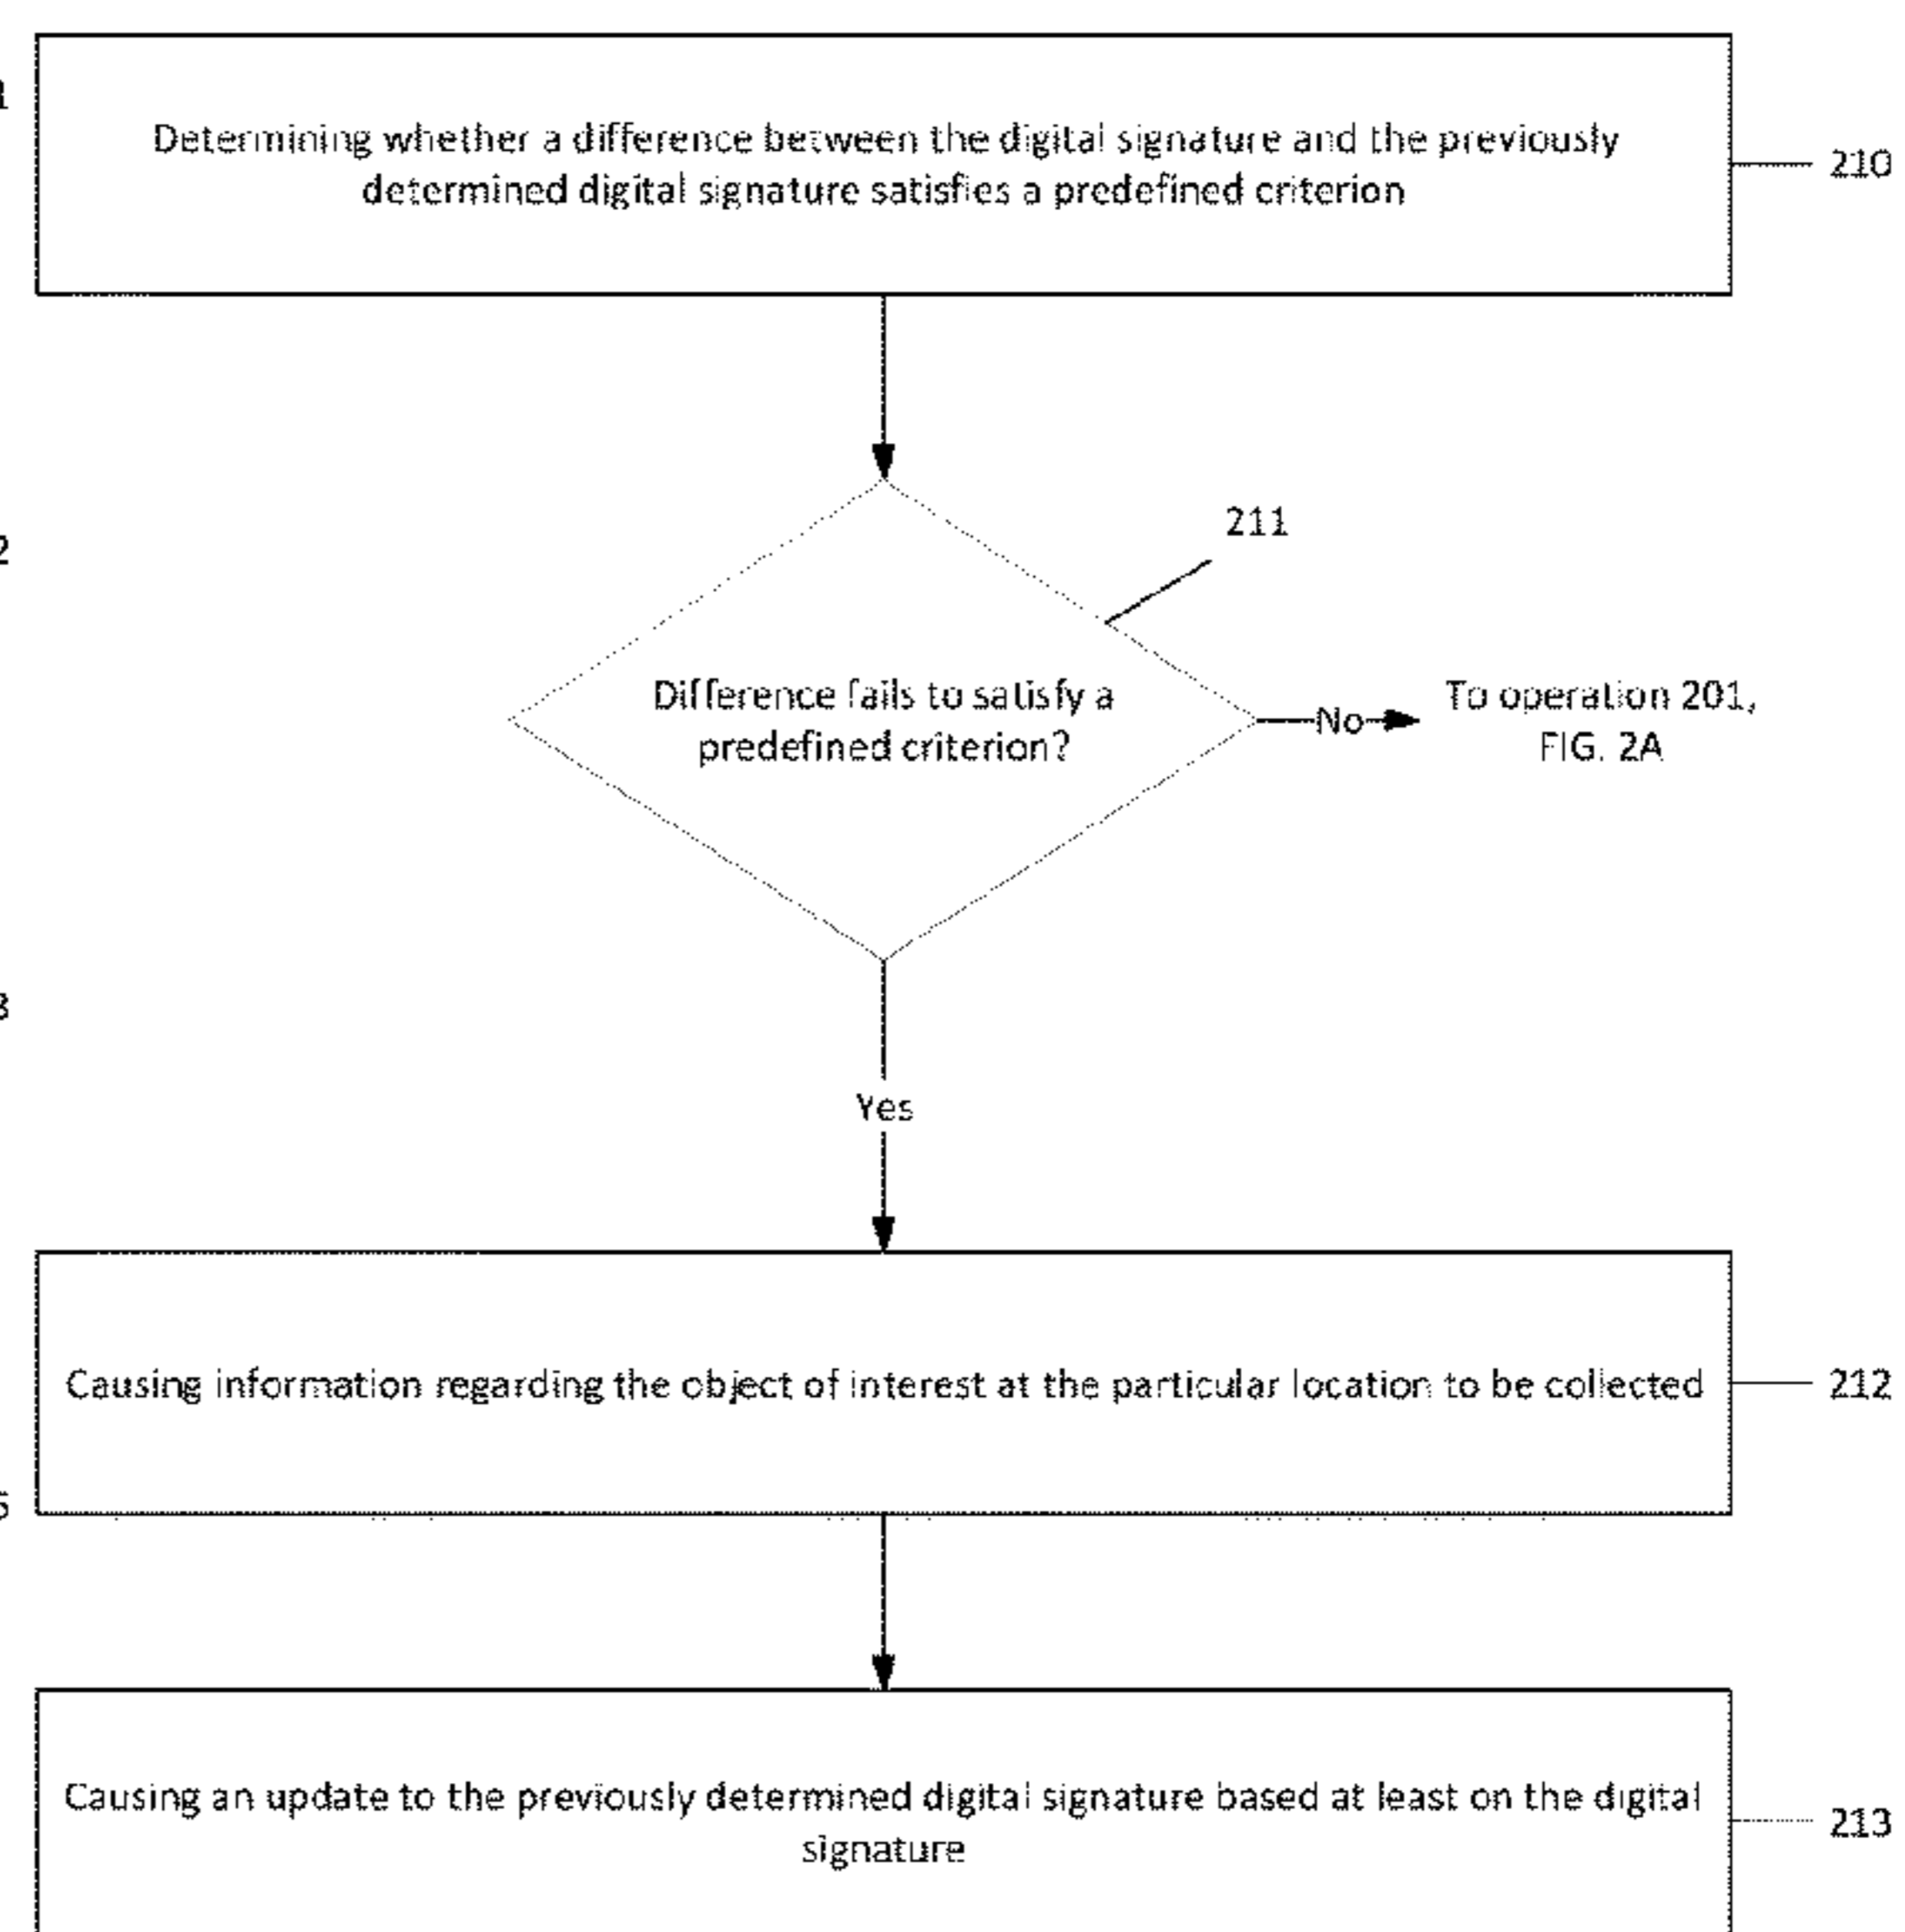 Determining whether a difference between the digital signature and the previously
determined digital signature satisfies a predefined criterion
210
211
Difference fails to satisfy a
predefined criterion?
No
To operation 201,
FIG. 2A
Yes
Causing information regarding the object of interest at the particular location to be collected
212
Causing an update to the previously determined digital signature based at least on the digital
signature
213